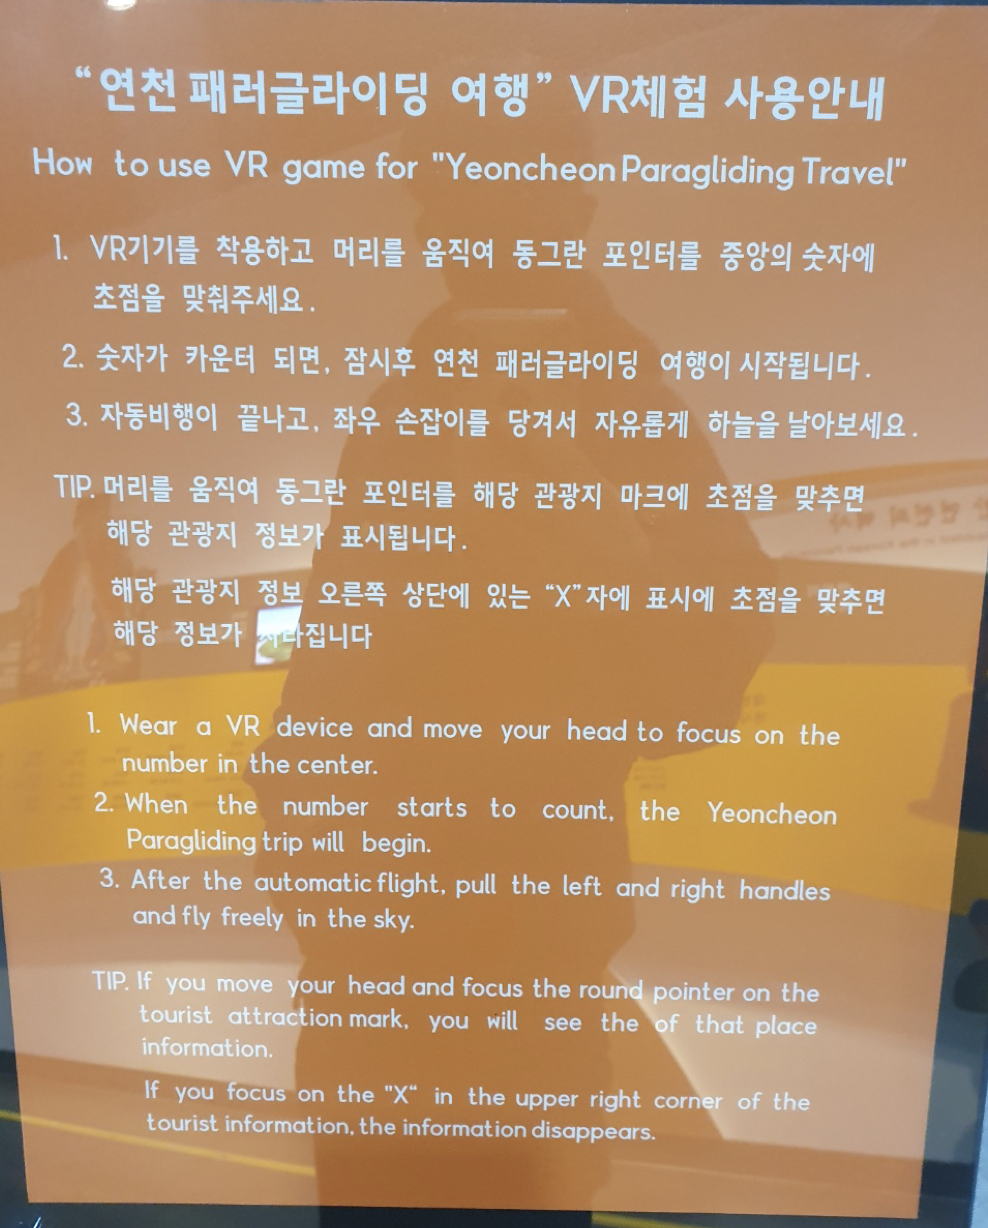 “연천 패러글라이딩 여행” VR체험 사용안내
How to use VR game for "Yeoncheon Paragliding Travel"
1. VR기기를 착용하고 머리를 움직여 동그란 포인터를 중앙의 숫자에
초점을 맞춰주세요.
2. 숫자가 카운터 되면, 잠시후 연천 패러글라이딩 여행이 시작됩니다.
3. 자동비행이 끝나고, 좌우 손잡이를 당겨서 자유롭게 하늘을 날아보세요.
TIP. 머리를 움직여 동그란 포인터를 해당 관광지 마크에 초점을 맞추면
해당 관광지 정보가 표시됩니다.
해당 관광지 정보 오른쪽 상단에 있는 “X”자에 표시에 초점을 맞추면
해당 정보가 사라집니다
1. Wear a VR device and move your head to focus on the
number in the center.
2. When the number starts to count, the Yeoncheon
Paragliding trip will begin.
3. After the automatic flight, pull the left and right handles
and fly freely in the sky.
TIP. If you move your head and focus the round pointer on the
tourist attraction mark, you will see the of that place
information.
If you focus on the "X“ in the upper right corner of the
tourist information, the information disappears.